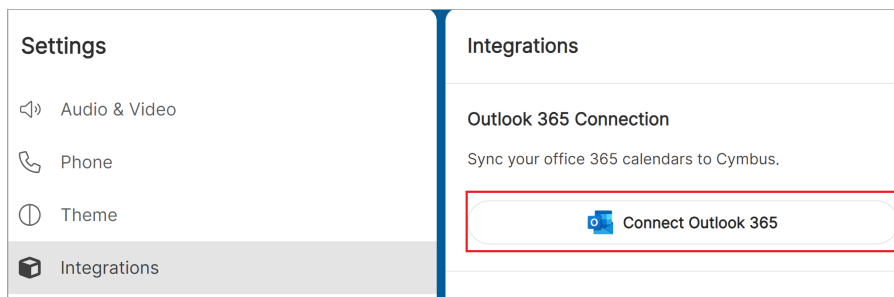 Settings
Audio & Video
Phone
Theme
Integrations
Integrations
Outlook 365 Connection
Sync your office 365 calendars to Cymbus.
Connect Outlook 365